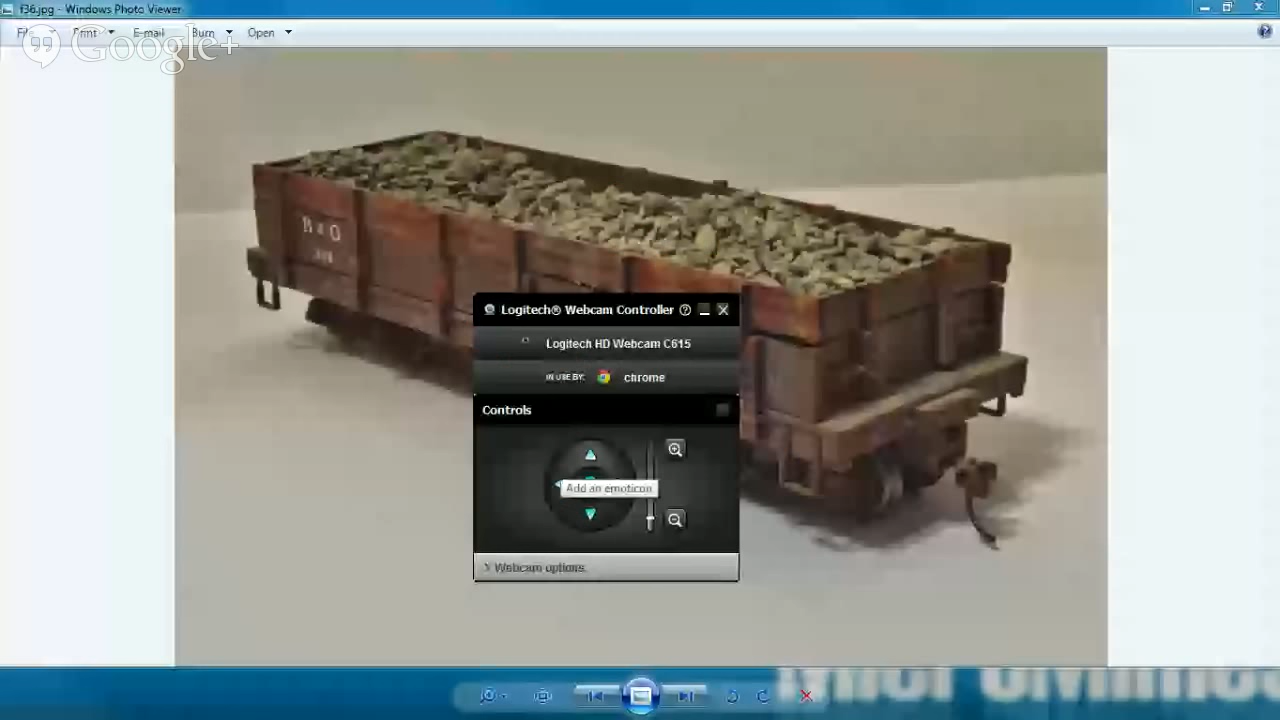 f36.jpg - Windows Photo Viewer
File Print E-mail Burn Open
Google+
B & O
Logitech® Webcam Controller
Logitech HD Webcam C615
IN USE BY: chrome
Controls
Add an emoticon
Webcam options